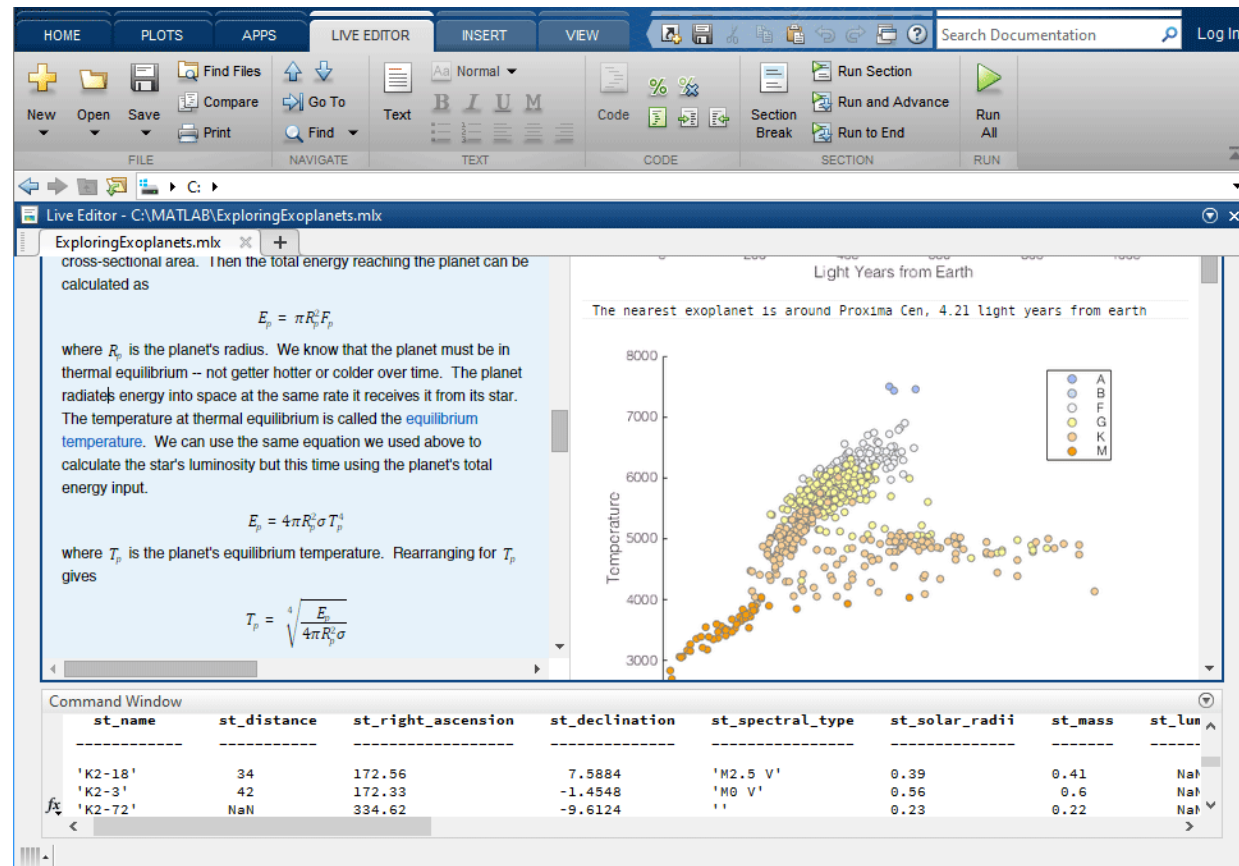 HOME PLOTS APPS LIVE EDITOR INSERT VIEW Search Documentation Log In
Find Files Normal Run Section
New Open Save Compare Go To Text B I U M Code Section Break Run and Advance Run All
Print Find Run to End
FILE NAVIGATE TEXT CODE SECTION RUN
C:
Live Editor - C:\MATLAB\ExploringExoplanets.mlx
ExploringExoplanets.mlx
cross-sectional area. Then the total energy reaching the planet can be
calculated as
E_p = πR_p^2 F_p
where R_p is the planet's radius. We know that the planet must be in
thermal equilibrium -- not getter hotter or colder over time. The planet
radiates energy into space at the same rate it receives it from its star.
The temperature at thermal equilibrium is called the equilibrium
temperature. We can use the same equation we used above to
calculate the star's luminosity but this time using the planet's total
energy input.
E_p = 4πR_p^2 σT_p^4
where T_p is the planet's equilibrium temperature. Rearranging for T_p
gives
T_p = ∜(E_p / 4πR_p^2 σ)
Light Years from Earth
The nearest exoplanet is around Proxima Cen, 4.21 light years from earth
8000
7000
6000
5000
4000
3000
Temperature
A
B
F
G
K
M
Command Window
st_name st_distance st_right_ascension st_declination st_spectral_type st_solar_radii st_mass st_lum
------------ ----------- ------------------ -------------- ---------------- -------------- ------- ------
'K2-18' 34 172.56 7.5884 'M2.5 V' 0.39 0.41 NaN
'K2-3' 42 172.33 -1.4548 'M0 V' 0.56 0.6 NaN
fx 'K2-72' NaN 334.62 -9.6124 '' 0.23 0.22 NaN